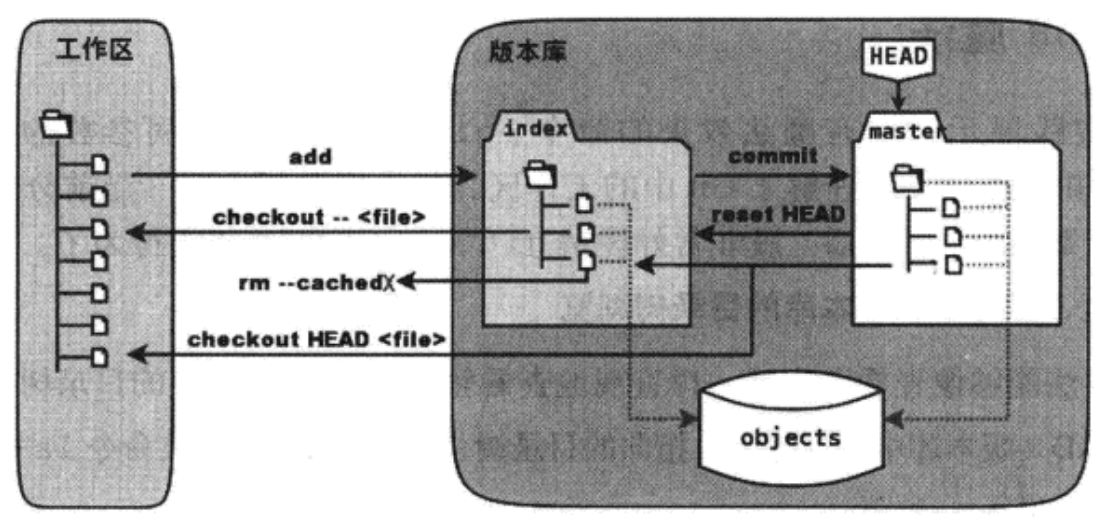 工作区
版本库
HEAD
index
master
add
commit
checkout -- <file>
reset HEAD
rm --cached
checkout HEAD <file>
objects